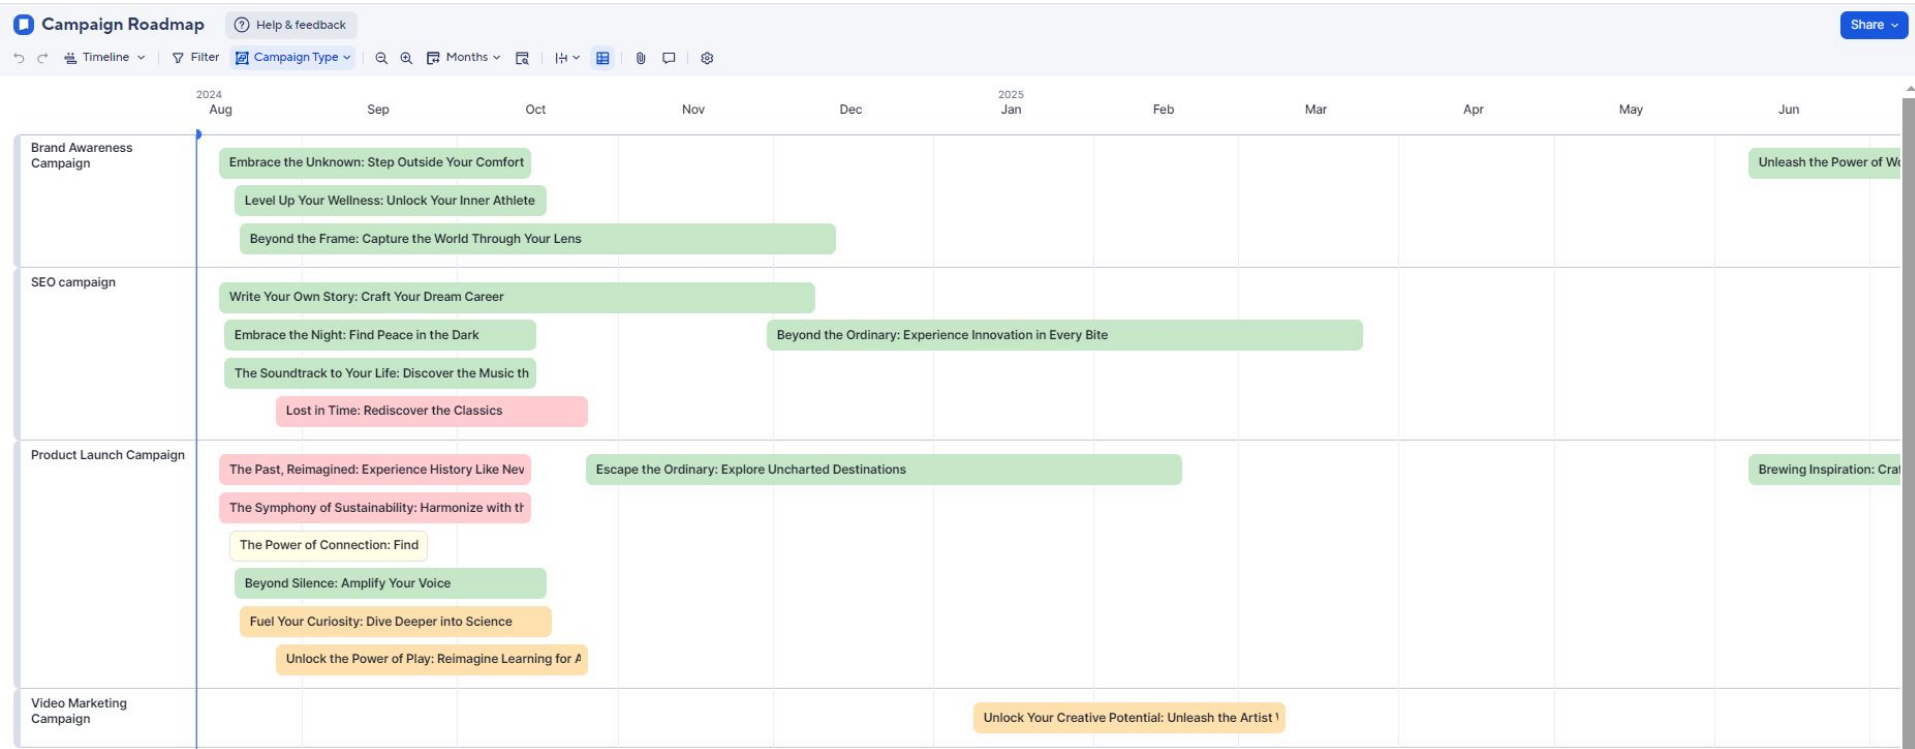 Campaign Roadmap
Help & feedback
Share
Timeline
Filter
Campaign Type
Months
2024
2025
Aug Sep Oct Nov Dec Jan Feb Mar Apr May Jun
Brand Awareness
Campaign
Embrace the Unknown: Step Outside Your Comfort
Unleash the Power of
Level Up Your Wellness: Unlock Your Inner Athlete
Beyond the Frame: Capture the World Through Your Lens
SEO campaign
Write Your Own Story: Craft Your Dream Career
Embrace the Night: Find Peace in the Dark
Beyond the Ordinary: Experience Innovation in Every Bite
The Soundtrack to Your Life: Discover the Music th
Lost in Time: Rediscover the Classics
Product Launch Campaign
The Past, Reimagined: Experience History Like
Escape the Ordinary: Explore Uncharted Destinations
Brewing Inspiration:
The Symphony of Sustainability: Harmonize with
The Power of Connection: Find
Beyond Silence: Amplify Your Voice
Fuel Your Curiosity: Dive Deeper into Science
Unlock the Power of Play: Reimagine Learning for
Video Marketing
Campaign
Unlock Your Creative Potential: Unleash the Artist